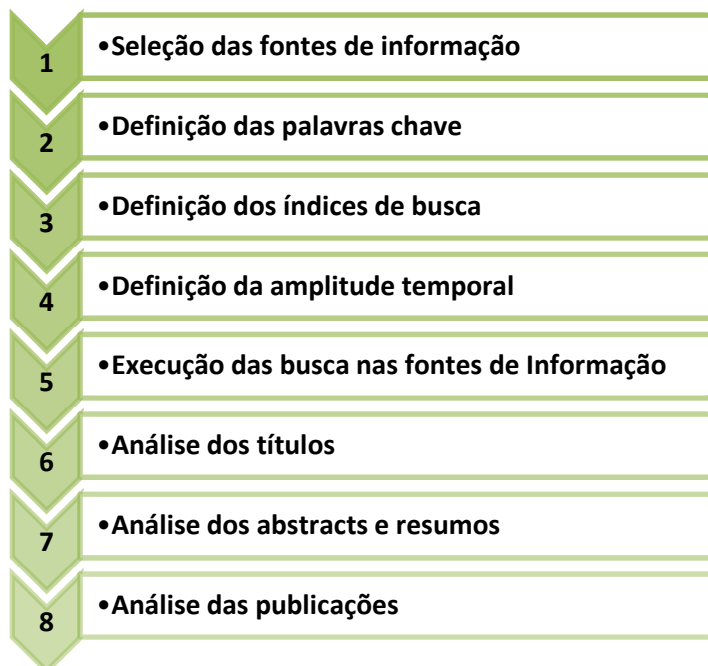 1 •Seleção das fontes de informação
2 •Definição das palavras chave
3 •Definição dos índices de busca
4 •Definição da amplitude temporal
5 •Execução das busca nas fontes de Informação
6 •Análise dos títulos
7 •Análise dos abstracts e resumos
8 •Análise das publicações